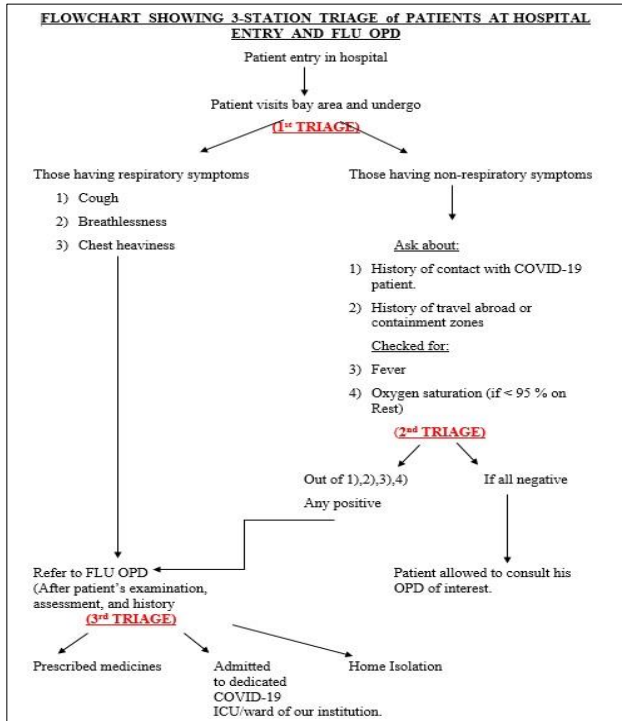 FLOWCHART SHOWING 3-STATION TRIAGE of PATIENTS AT HOSPITAL
ENTRY AND FLU OPD
Patient entry in hospital
Patient visits bay area and undergo
(1st TRIAGE)
Those having respiratory symptoms
1) Cough
2) Breathlessness
3) Chest heaviness
Those having non-respiratory symptoms
Ask about:
1) History of contact with COVID-19
patient.
2) History of travel abroad or
containment zones
Checked for:
3) Fever
4) Oxygen saturation (if < 95 % on
Rest)
(2nd TRIAGE)
Out of 1),2),3),4)
Any positive
If all negative
Refer to FLU OPD
(After patient's examination,
assessment, and history
(3rd TRIAGE)
Patient allowed to consult his
OPD of interest.
Prescribed medicines
Admitted
to dedicated
COVID-19
ICU/ward of our institution.
Home Isolation